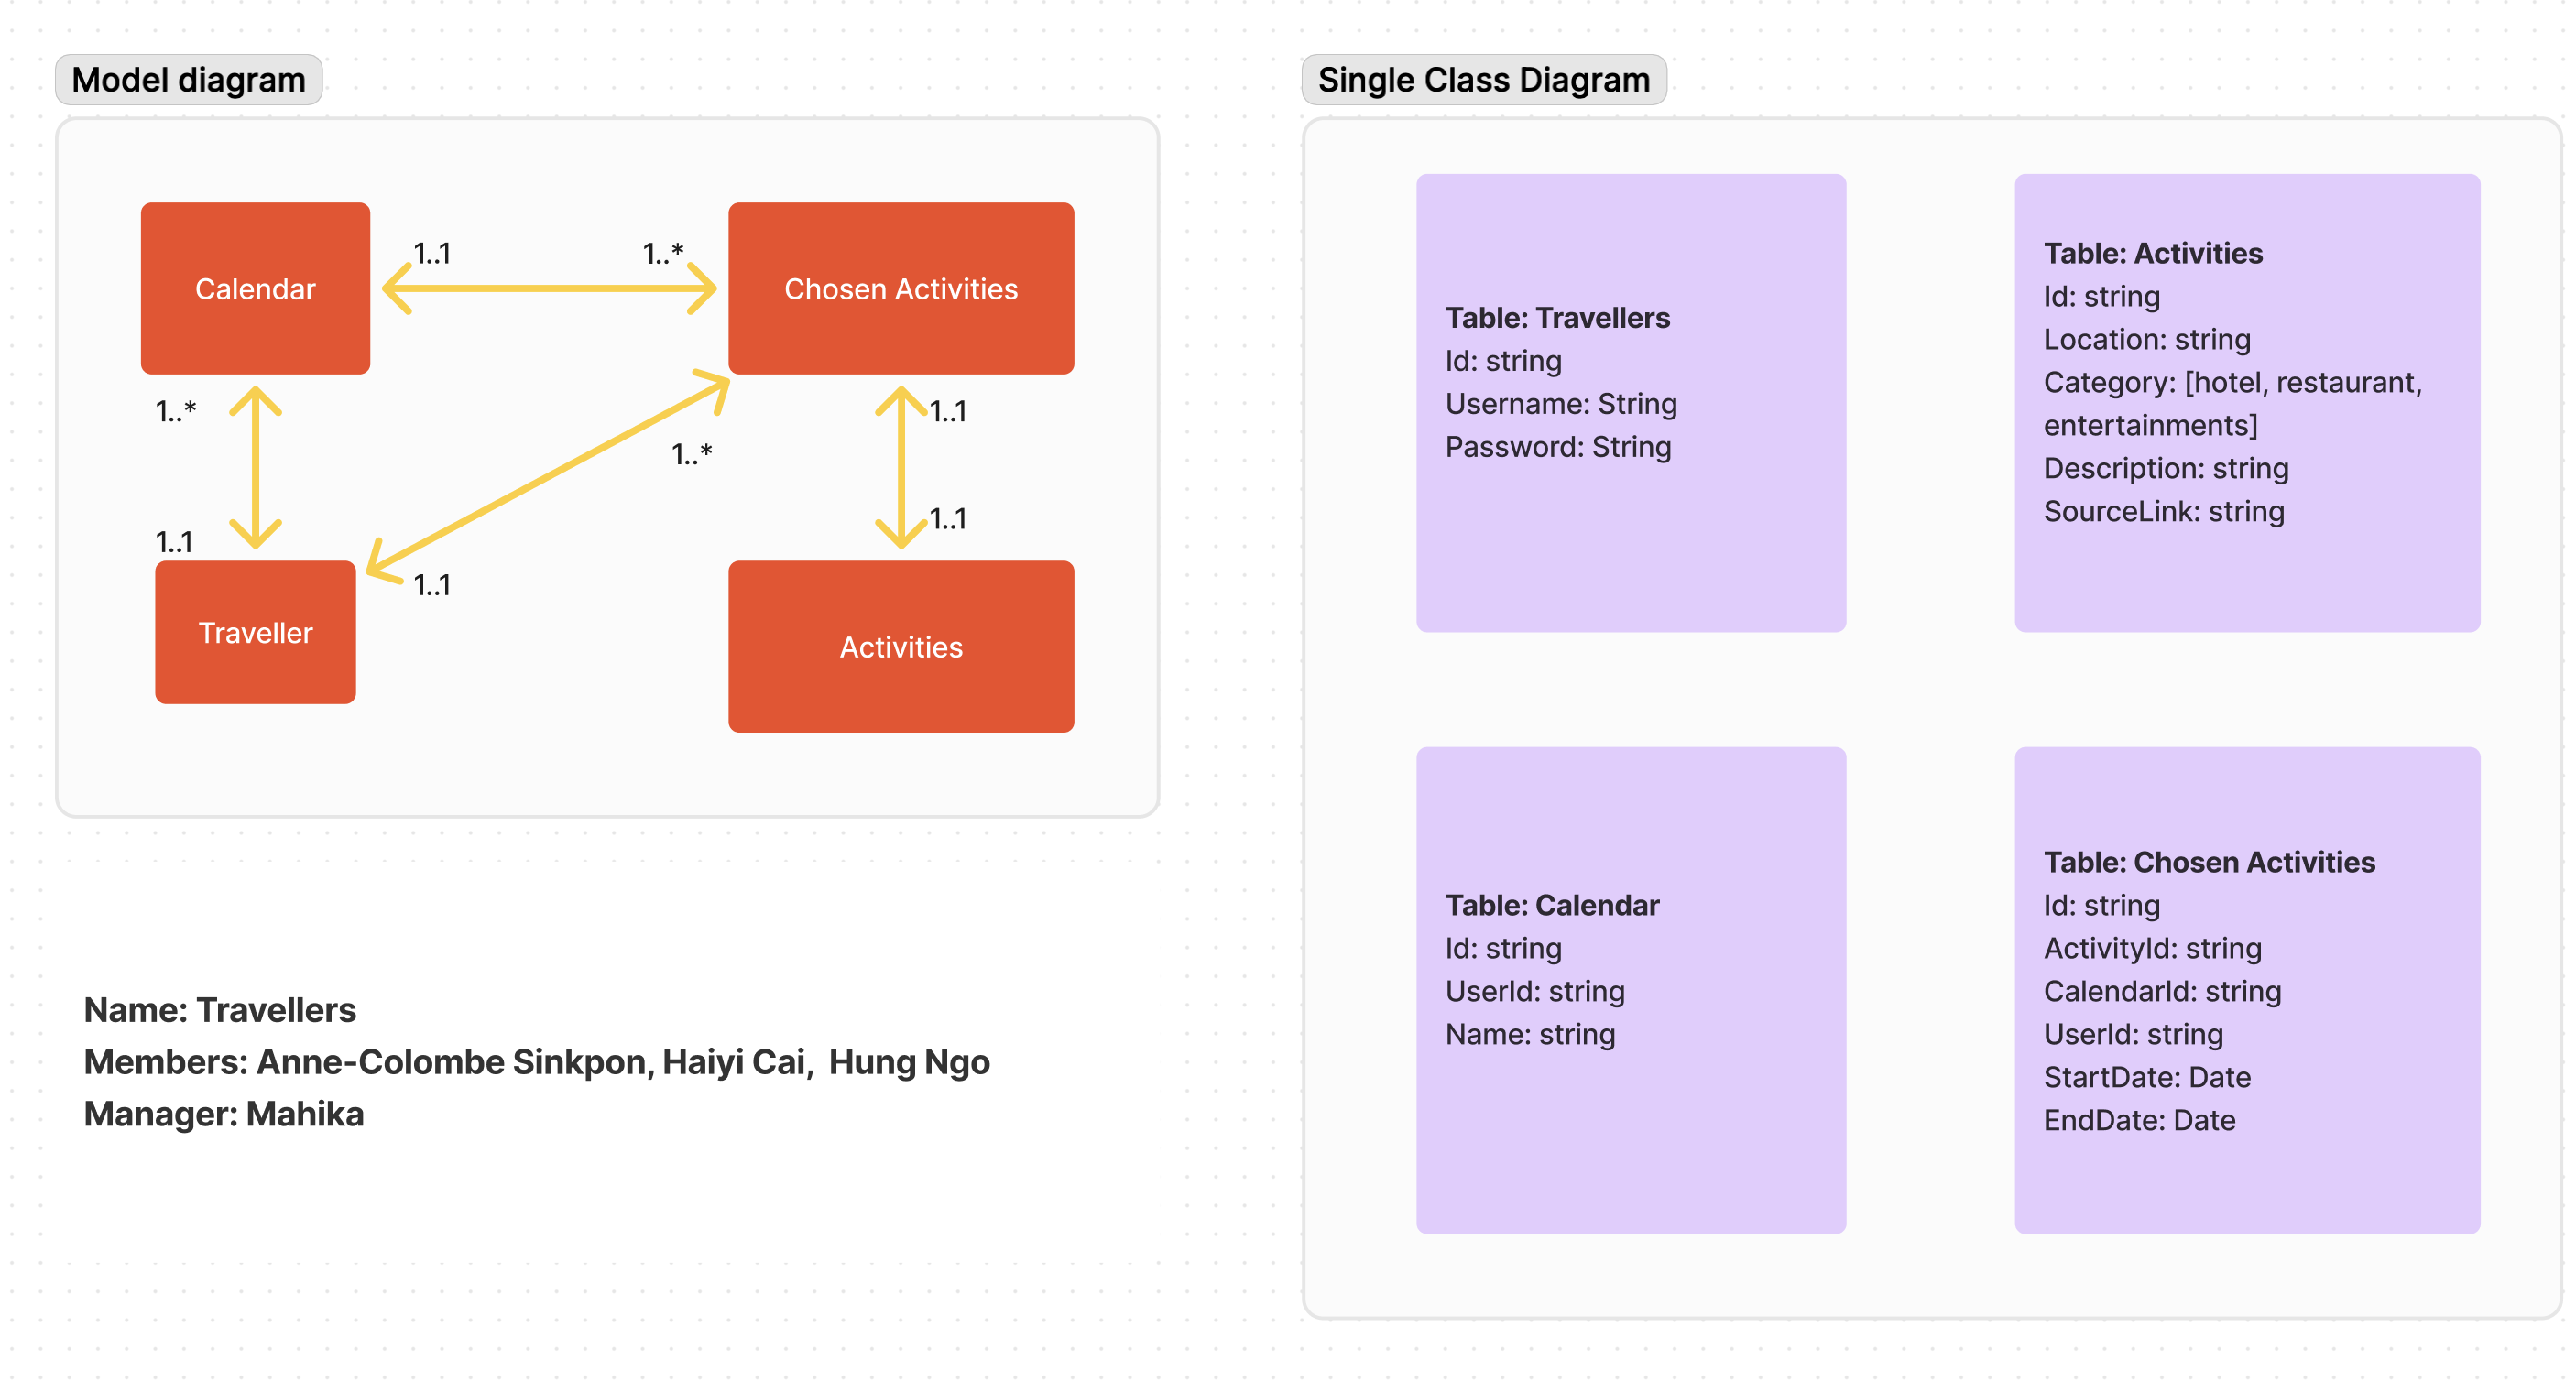 Model diagram
Calendar
1..1
1..*
Chosen Activities
1..*
1..1
1..*
1..1
1..1
1..1
Traveller
Activities
Name: Travellers
Members: Anne-Colombe Sinkpon, Haiyi Cai,  Hung Ngo
Manager: Mahika
Single Class Diagram
Table: Travellers
Id: string
Username: String
Password: String
Table: Activities
Id: string
Location: string
Category: [hotel, restaurant,
entertainments]
Description: string
SourceLink: string
Table: Calendar
Id: string
UserId: string
Name: string
Table: Chosen Activities
Id: string
ActivityId: string
CalendarId: string
UserId: string
StartDate: Date
EndDate: Date